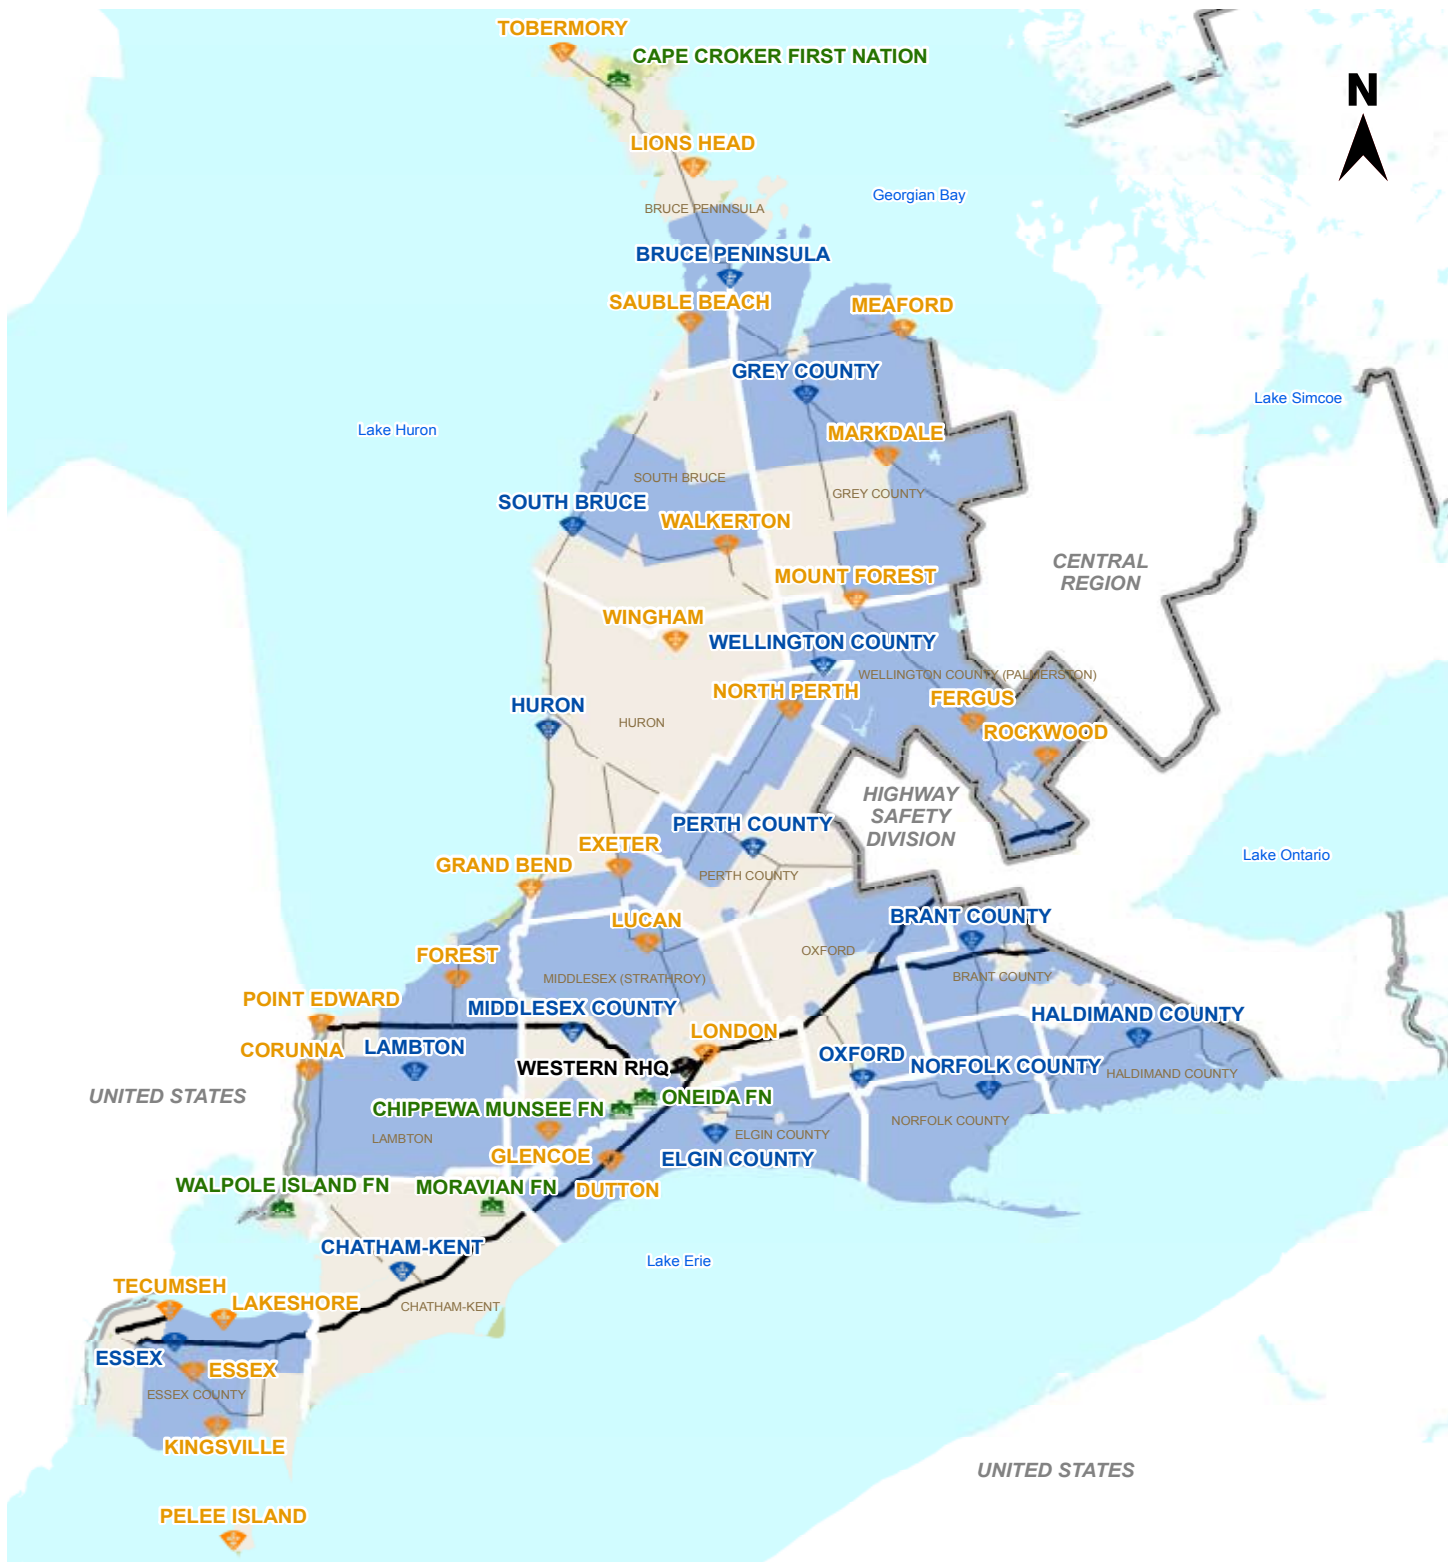 TOBERMORY
CAPE CROKER FIRST NATION
N
LIONS HEAD
Georgian Bay
BRUCE PENINSULA
BRUCE PENINSULA
SAUBLE BEACH
MEAFORD
GREY COUNTY
Lake Simcoe
Lake Huron
MARKDALE
SOUTH BRUCE
GREY COUNTY
SOUTH BRUCE
WALKERTON
CENTRAL
REGION
MOUNT FOREST
WINGHAM
WELLINGTON COUNTY
WELLINGTON COUNTY (PALMERSTON)
NORTH PERTH
FERGUS
HURON
HURON
ROCKWOOD
HIGHWAY
SAFETY
DIVISION
PERTH COUNTY
EXETER
Lake Ontario
GRAND BEND
PERTH COUNTY
BRANT COUNTY
LUCAN
OXFORD
FOREST
MIDDLESEX (STRATHROY)
BRANT COUNTY
POINT EDWARD
MIDDLESEX COUNTY
HALDIMAND COUNTY
LONDON
CORUNNA
LAMBTON
OXFORD
WESTERN RHQ
NORFOLK COUNTY
HALDIMAND COUNTY
UNITED STATES
ONEIDA FN
CHIPPEWA MUNSEE FN
NORFOLK COUNTY
ELGIN COUNTY
LAMBTON
GLENCOE
ELGIN COUNTY
WALPOLE ISLAND FN
MORAVIAN FN
DUTTON
CHATHAM-KENT
Lake Erie
TECUMSEH
LAKESHORE
CHATHAM-KENT
ESSEX
ESSEX
ESSEX COUNTY
KINGSVILLE
UNITED STATES
PELEE ISLAND